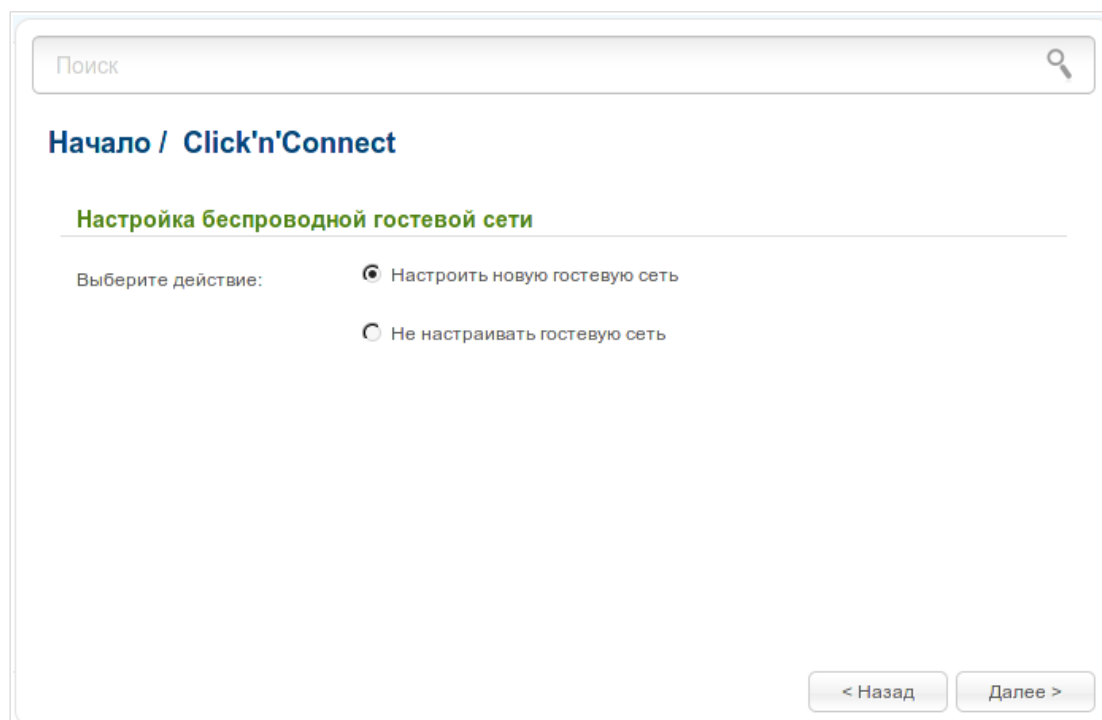 Поиск
Начало / Click'n'Connect
Настройка беспроводной гостевой сети
Выберите действие:
Настроить новую гостевую сеть
Не настраивать гостевую сеть
< Назад
Далее >